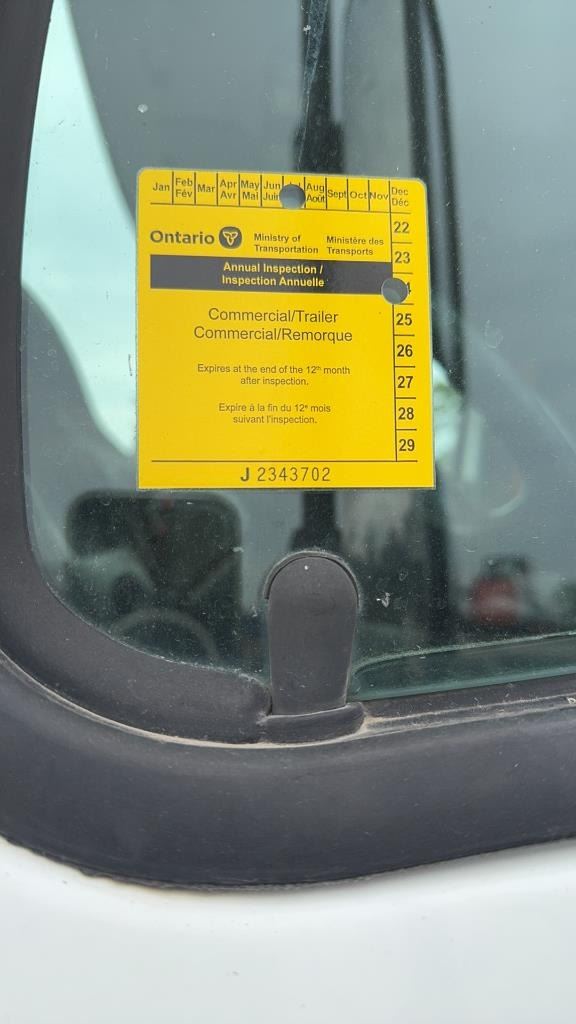 Jan Feb Mar Apr May Jun Aug Sept Oct Nov Dec
Fév Avr Mai Juin Août Déc
22
Ontario Ministry of Ministère des
Transportation Transports
23
Annual Inspection /
Inspection Annuelle
Commercial/Trailer
25
Commercial/Remorque
26
Expires at the end of the 12th month
after inspection.
27
Expire à la fin du 12e mois
suivant l'inspection.
28
29
J 2343702